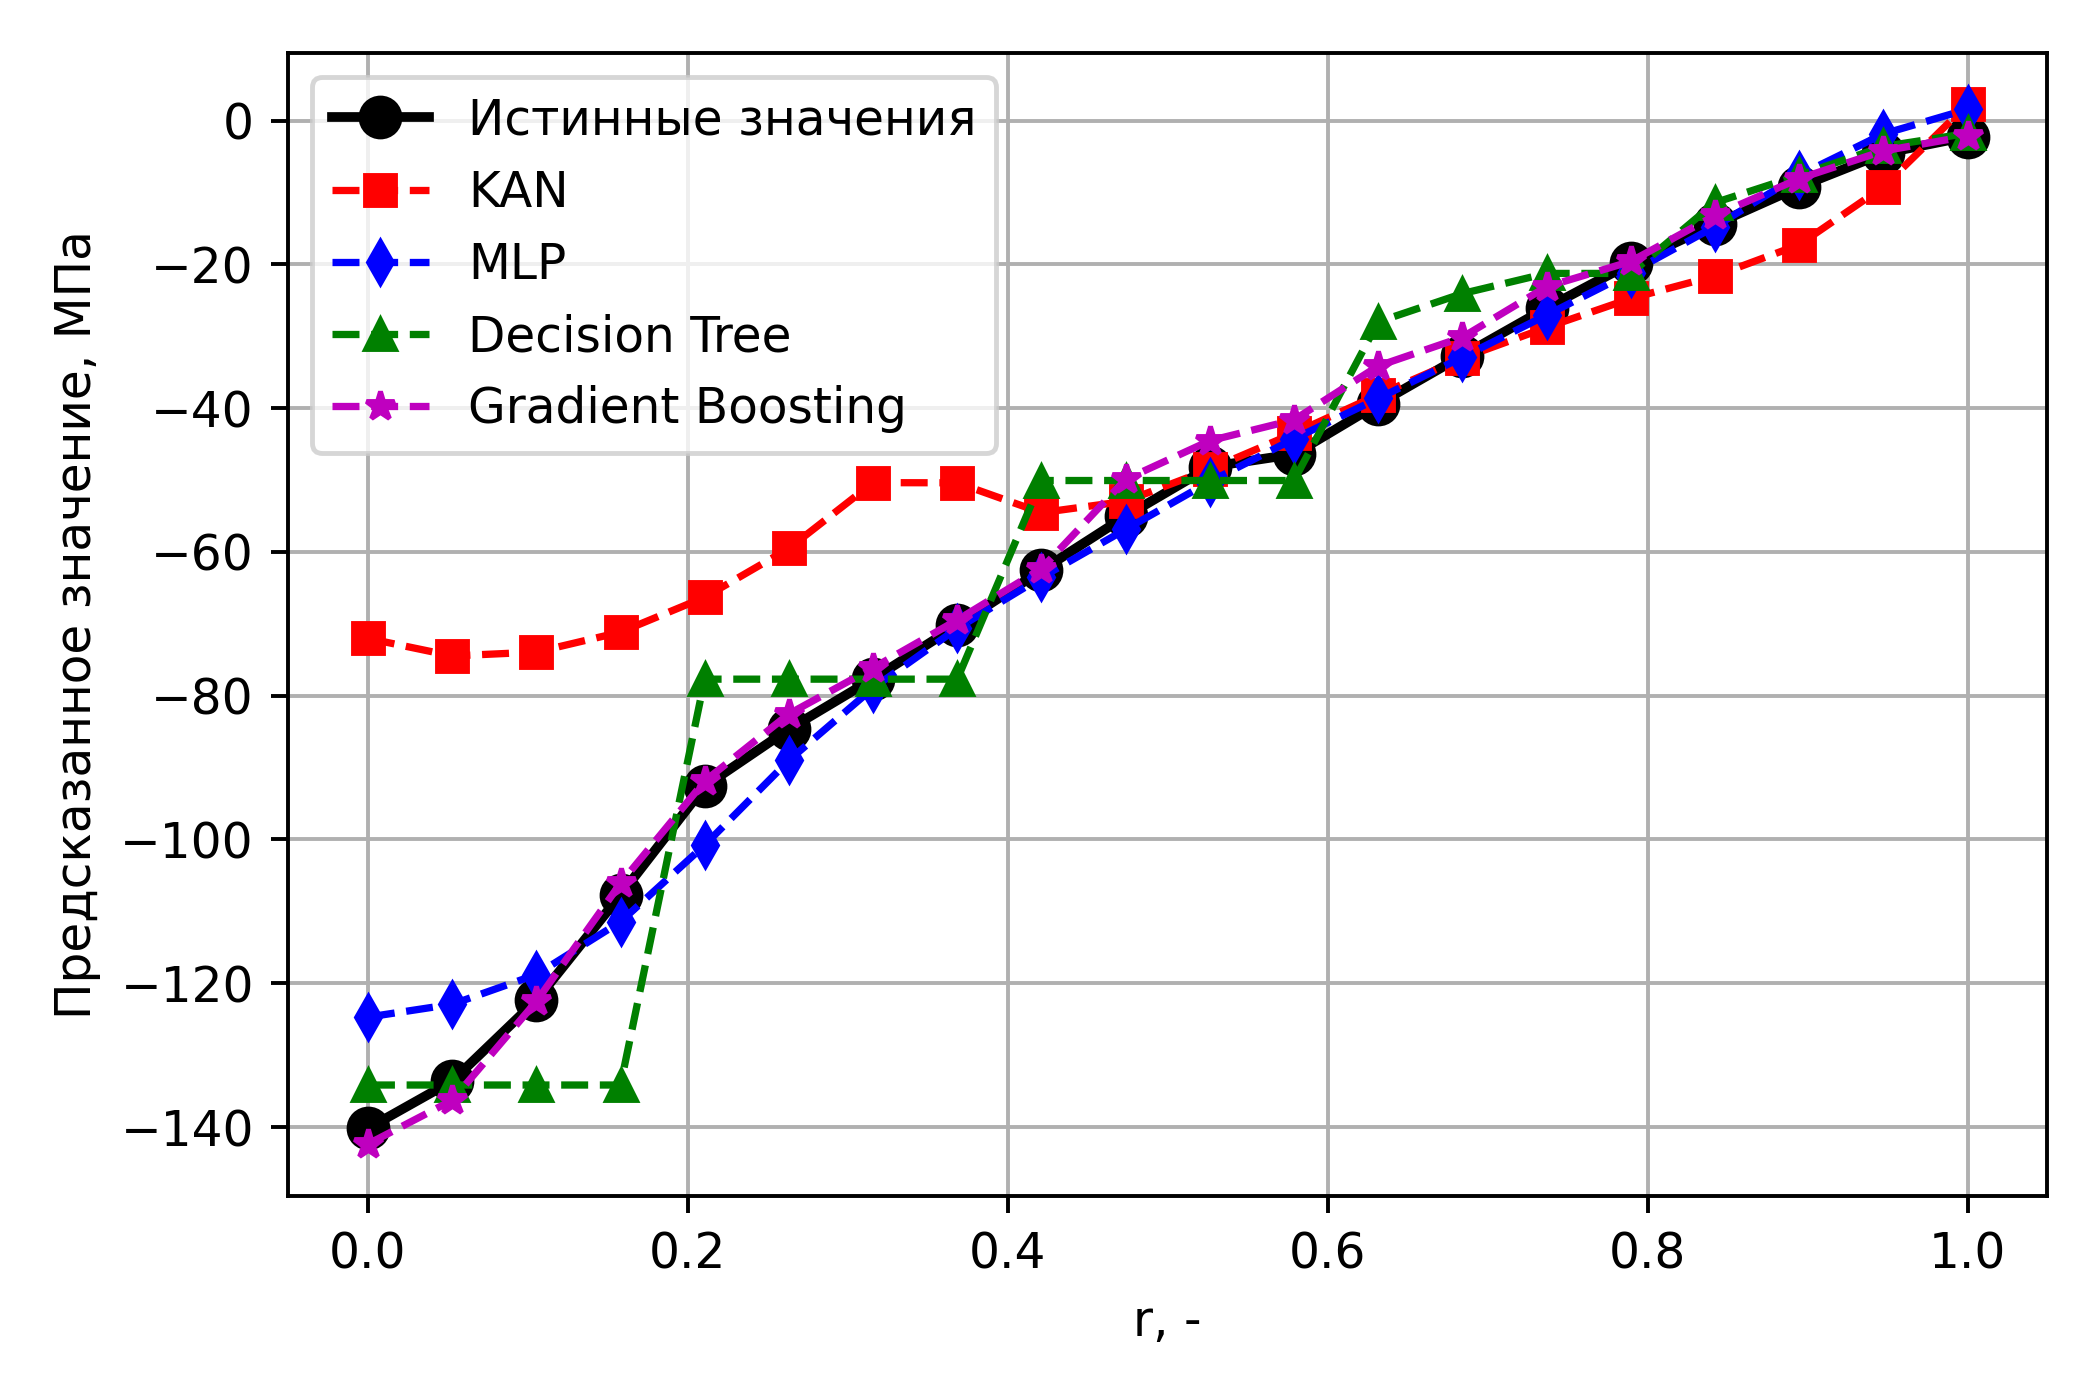 Истинные значения
KAN
MLP
Decision Tree
Gradient Boosting
Предсказанное значение, МПа
0
−20
−40
−60
−80
−100
−120
−140
0.0 0.2 0.4 0.6 0.8 1.0
r, -